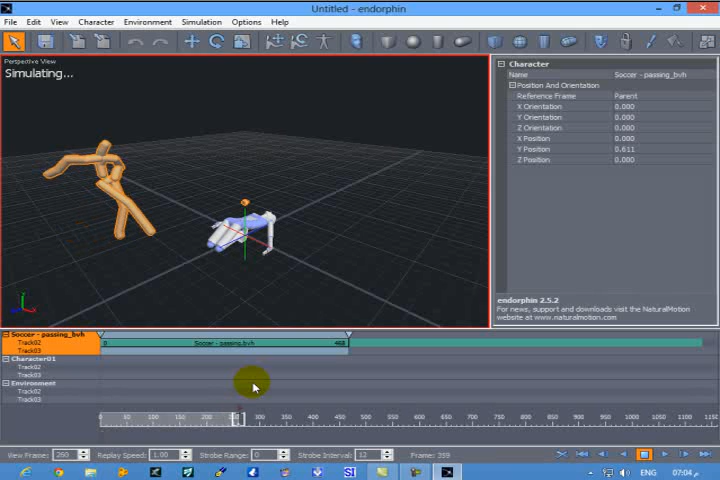 Untitled - endorphin
File Edit View Character Environment Simulation Options Help
Perspective View
Simulating...
Character
Name Soccer - passing_bvh
Position And Orientation
Reference Frame Parent
X Orientation 0.000
Y Orientation 0.000
Z Orientation 0.000
X Position 0.000
Y Position 0.611
Z Position 0.000
endorphin 2.5.2
For news, support and downloads visit the NaturalMotion
website at www.naturalmotion.com
Soccer - passing_bvh
Track02 0 Soccer - passing_bvh 468
Track03
Character01
Track02
Track03
Environment
Track02
Track03
0 50 100 150 200 300 350 400 450 500 550 600 650 700 750 800 850 900 950 1000 1050 1100 1150
View Frame: 260 Replay Speed: 1.00 Strobe Range: 0 Strobe Interval: 12 Frame: 359
SI ENG 07:04 م